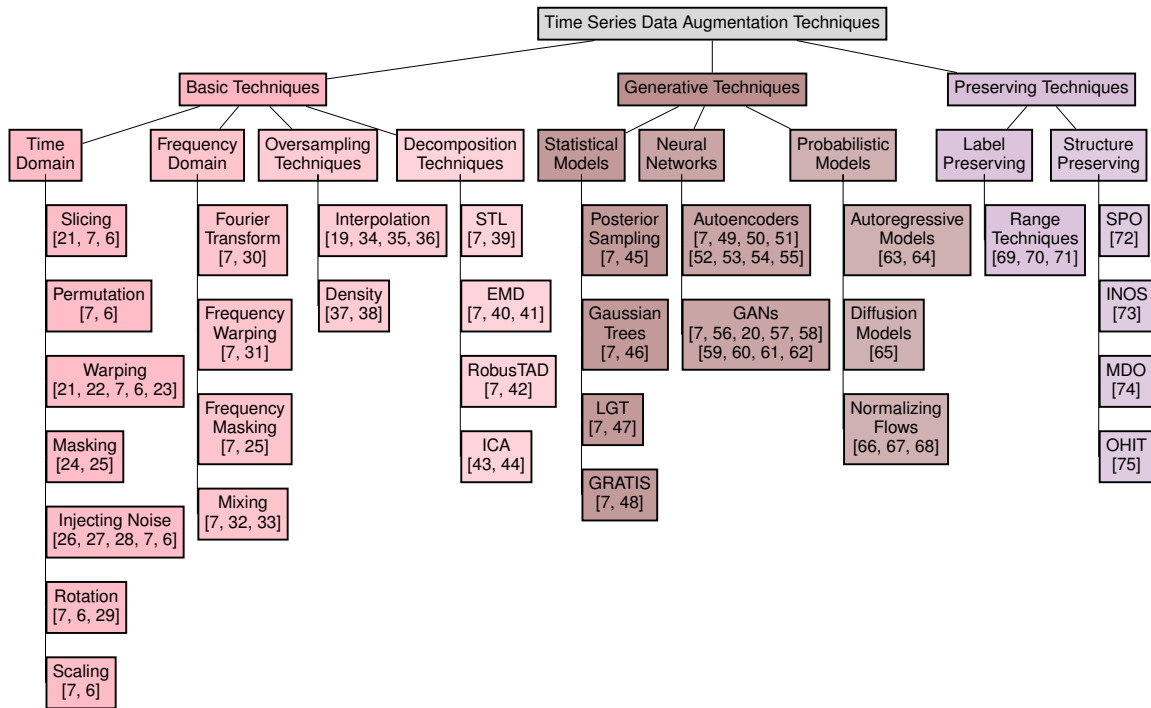 Time Series Data Augmentation Techniques
Basic Techniques
Generative Techniques
Preserving Techniques
Time
Domain
Frequency
Domain
Oversampling
Techniques
Decomposition
Techniques
Statistical
Models
Neural
Networks
Probabilistic
Models
Label
Preserving
Structure
Preserving
Slicing
[21, 7, 6]
Permutation
[7, 6]
Warping
[21, 22, 7, 6, 23]
Masking
[24, 25]
Injecting Noise
[26, 27, 28, 7, 6]
Rotation
[7, 6, 29]
Scaling
[7, 6]
Fourier
Transform
[7, 30]
Frequency
Warping
[7, 31]
Frequency
Masking
[7, 25]
Mixing
[7, 32, 33]
Interpolation
[19, 34, 35, 36]
Density
[37, 38]
STL
[7, 39]
EMD
[7, 40, 41]
RobusTAD
[7, 42]
ICA
[43, 44]
Posterior
Sampling
[7, 45]
Gaussian
Trees
[7, 46]
LGT
[7, 47]
GRATIS
[7, 48]
Autoencoders
[7, 49, 50, 51]
[52, 53, 54, 55]
GANs
[7, 56, 20, 57, 58]
[59, 60, 61, 62]
Autoregressive
Models
[63, 64]
Diffusion
Models
[65]
Normalizing
Flows
[66, 67, 68]
Range
Techniques
[69, 70, 71]
SPO
[72]
INOS
[73]
MDO
[74]
OHIT
[75]